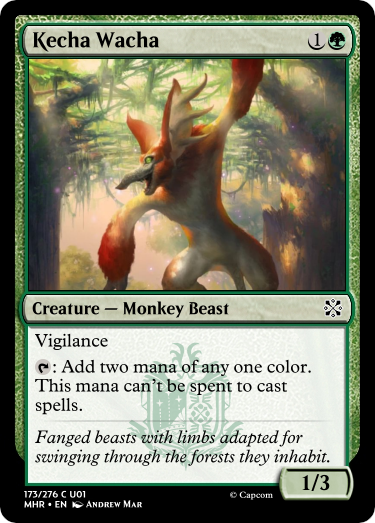 Kecha Wacha 1
Creature — Monkey Beast
Vigilance
: Add two mana of any one color.
This mana can't be spent to cast
spells.
Fanged beasts with limbs adapted for
swinging through the forests they inhabit.
1/3
173/276 C U01
MHR • EN Andrew Mar
© Capcom